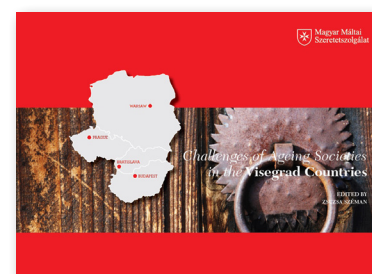 Magyar Máltai
Szeretetszolgálat
WARSAW
PRAGUE
BRATISLAVA
BUDAPEST
Challenges of Ageing Societies
in the Visegrad Countries
EDITED BY
ZSUZSA SZÉMAN